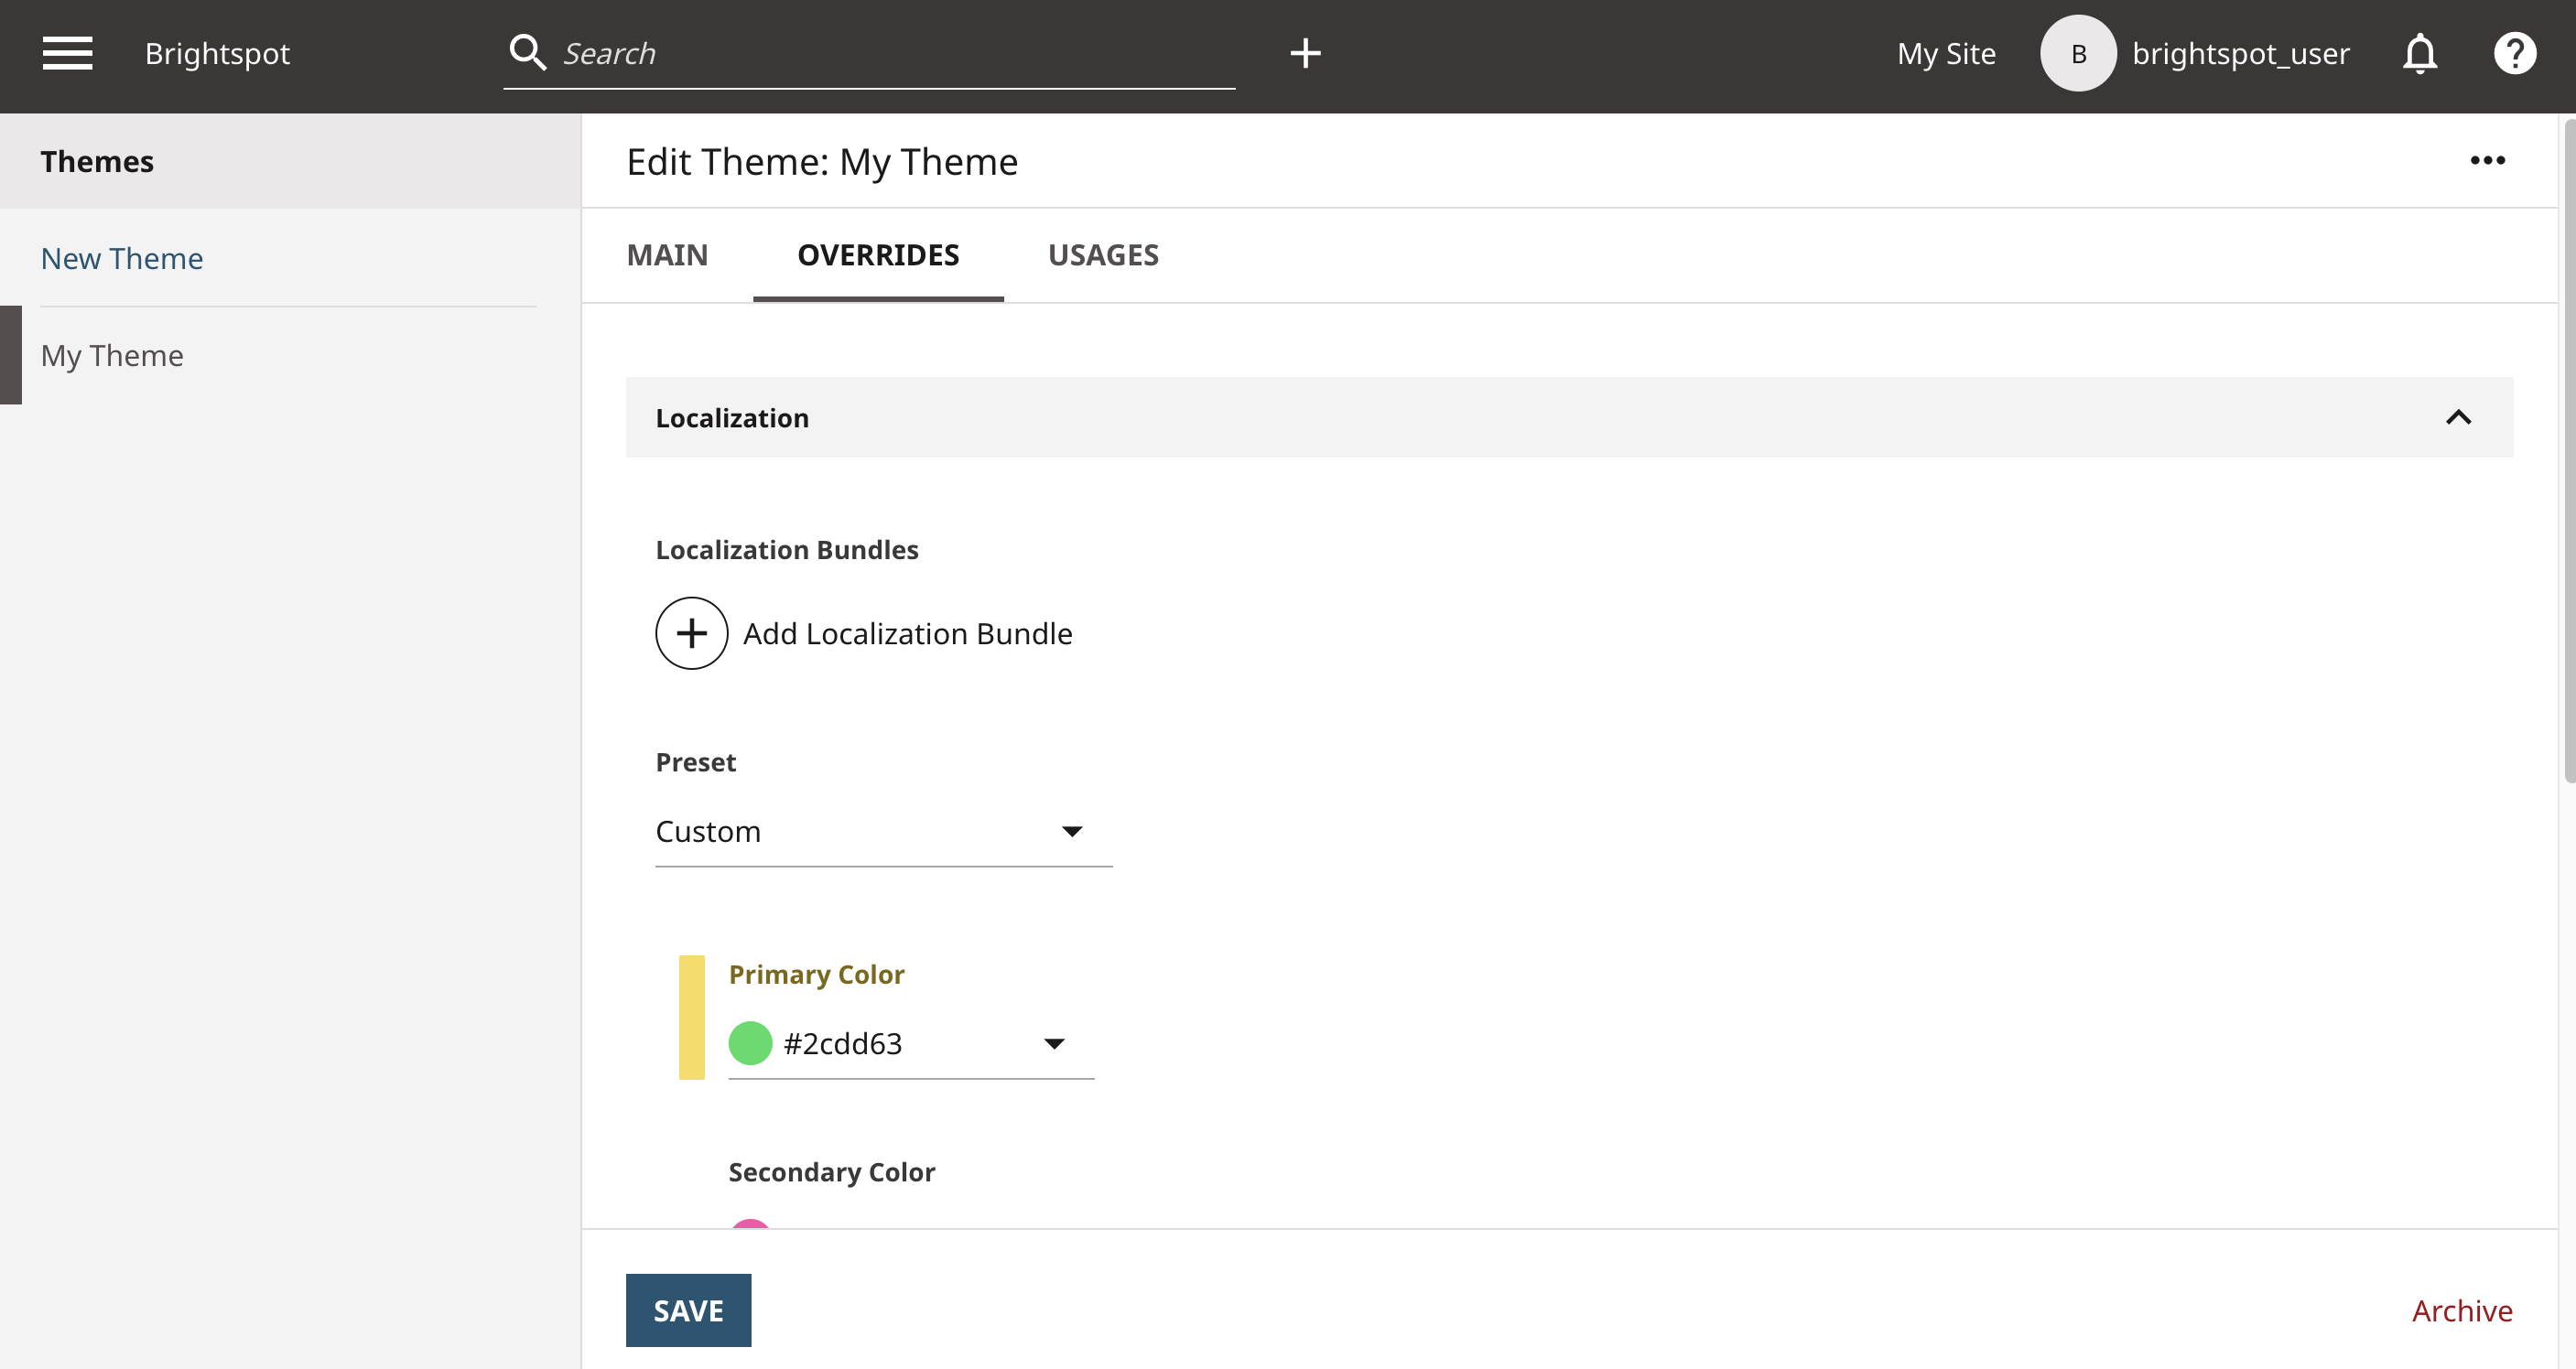 Brightspot
Search
My Site
B
brightspot_user
Themes
New Theme
My Theme
Edit Theme: My Theme
MAIN OVERRIDES USAGES
Localization
Localization Bundles
Add Localization Bundle
Preset
Custom
Primary Color
#2cdd63
Secondary Color
SAVE
Archive